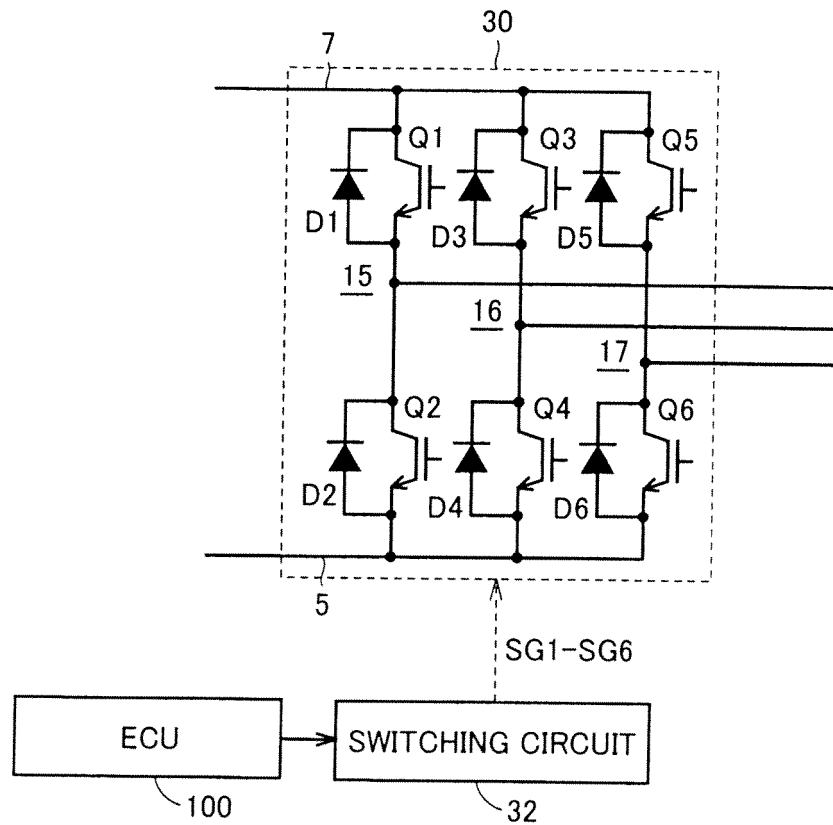 30
7
Q1
Q3
Q5
D1
D3
D5
15
16
17
Q2
Q4
Q6
D2
D4
D6
5
SG1-SG6
ECU
SWITCHING CIRCUIT
100
32